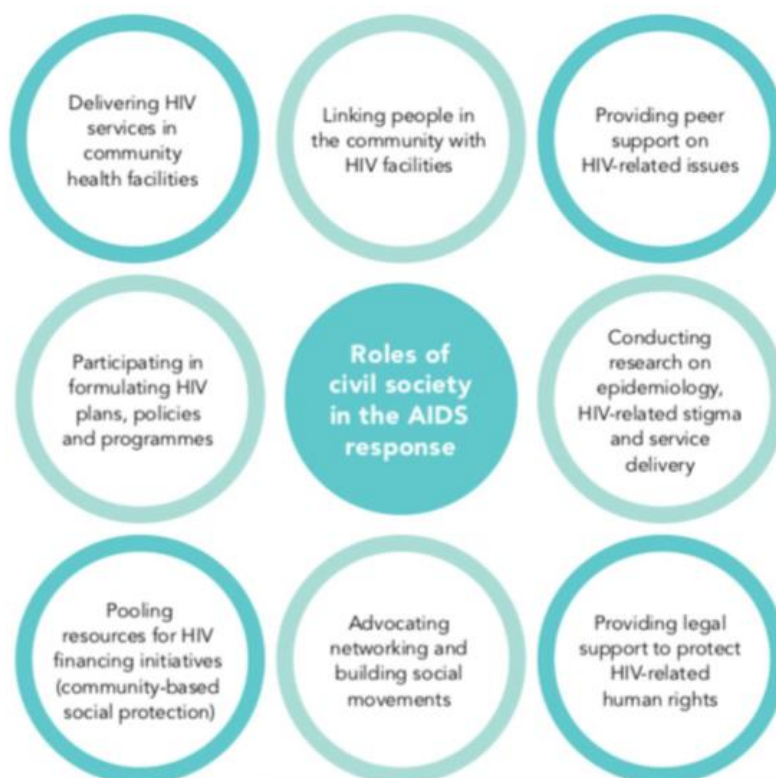 Delivering HIV
services in
community
health facilities
Linking people in
the community with
HIV facilities
Providing peer
support on
HIV-related issues
Participating in
formulating HIV
plans, policies
and programmes
Roles of
civil society
in the AIDS
response
Conducting
research on
epidemiology,
HIV-related stigma
and service
delivery
Pooling
resources for HIV
financing initiatives
(community-based
social protection)
Advocating
networking and
building social
movements
Providing legal
support to protect
HIV-related
human rights